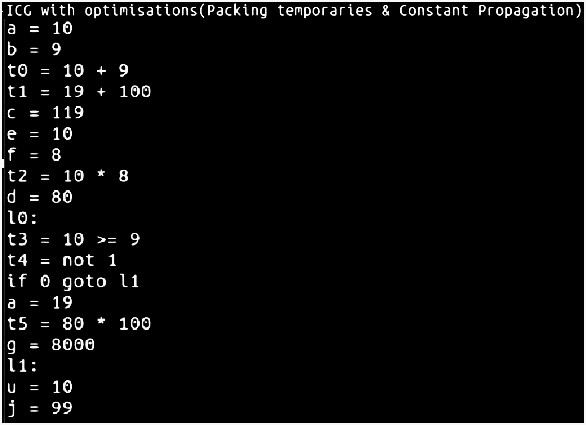 ICG with optimisations(Packing temporaries & Constant Propagation)
a = 10
b = 9
t0 = 10 + 9
t1 = 19 + 100
c = 119
e = 10
f = 8
t2 = 10 * 8
d = 80
l0:
t3 = 10 >= 9
t4 = not 1
if 0 goto l1
a = 19
t5 = 80 * 100
g = 8000
l1:
u = 10
j = 99